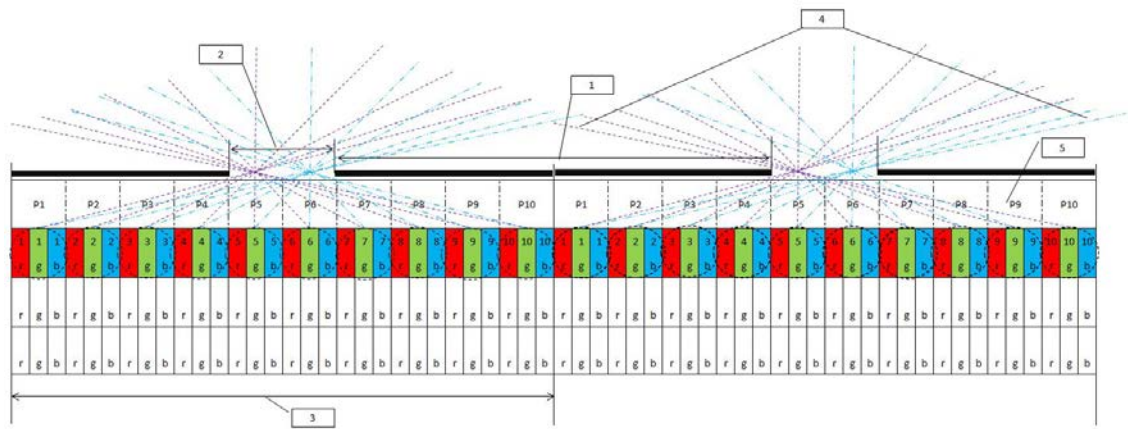 4
2
1
5
P1 P2 P3 P4 P5 P6 P7 P8 P9 P10 P1 P2 P3 P4 P5 P6 P7 P8 P9 P10
1 1 1 2 2 2 3 3 3 4 4 4 5 5 5 6 6 6 7 7 7 8 8 8 9 9 9 10 10 10 1 1 1 2 2 2 3 3 3 4 4 4 5 5 5 6 6 6 7 7 7 8 8 8 9 9 9 10 10 10
r g b r g b r g b r g b r g b r g b r g b r g b r g b r g b r g b r g b r g b r g b r g b r g b r g b r g b r g b r g b
r g b r g b r g b r g b r g b r g b r g b r g b r g b r g b r g b r g b r g b r g b r g b r g b r g b r g b r g b r g b
r g b r g b r g b r g b r g b r g b r g b r g b r g b r g b r g b r g b r g b r g b r g b r g b r g b r g b r g b r g b
3